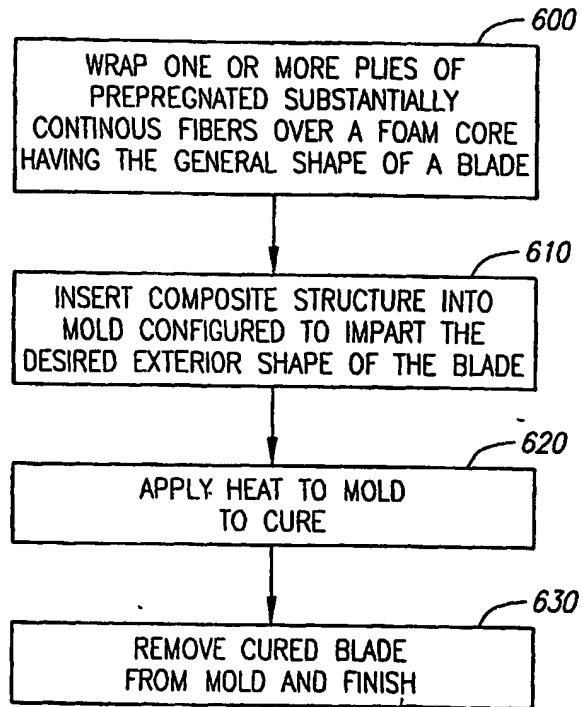 600
WRAP ONE OR MORE PLIES OF
PREPREGNATED SUBSTANTIALLY
CONTINOUS FIBERS OVER A FOAM CORE
HAVING THE GENERAL SHAPE OF A BLADE
610
INSERT COMPOSITE STRUCTURE INTO
MOLD CONFIGURED TO IMPART THE
DESIRED EXTERIOR SHAPE OF THE BLADE
620
APPLY HEAT TO MOLD
TO CURE
630
REMOVE CURED BLADE
FROM MOLD AND FINISH